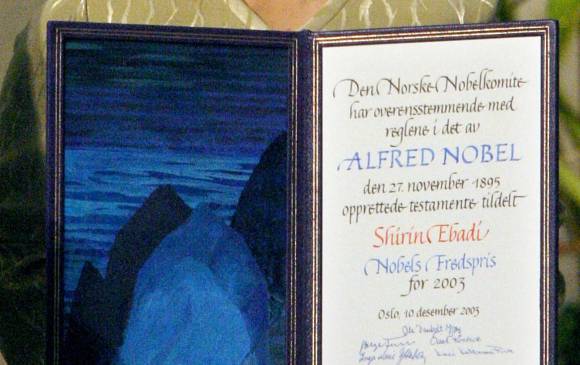 Den Norske Nobelkomite
har overensstemmende med
reglene i det av
ALFRED NOBEL
den 27. november 1895
opprettede testamente tildelt
Shirin Ebadi
Nobels Fredspris
for 2003
Oslo, 10 desember 2003